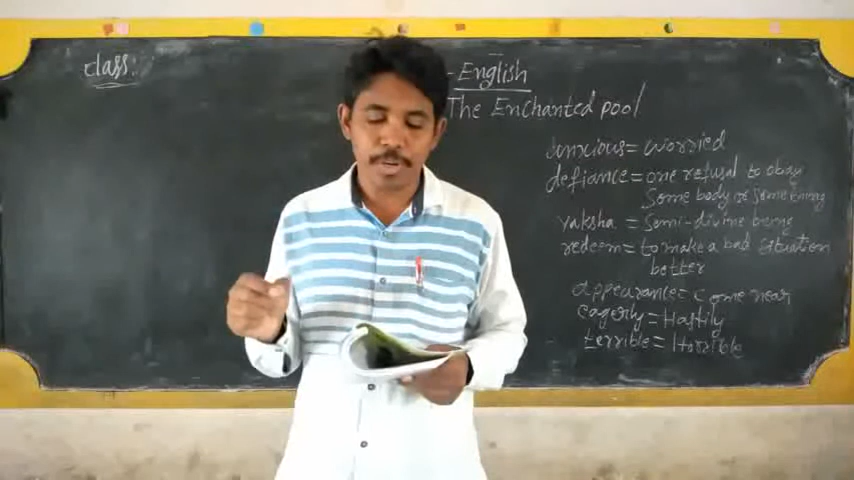 class.
English
The Enchanted pool
anxious = worried
defiance = one refusal to obay
Some body or Something
yaksha = Semi-divine being
redeem = to make a bad situation
better
appearance = come near
eagerly = Hastily
terrible = Horrible